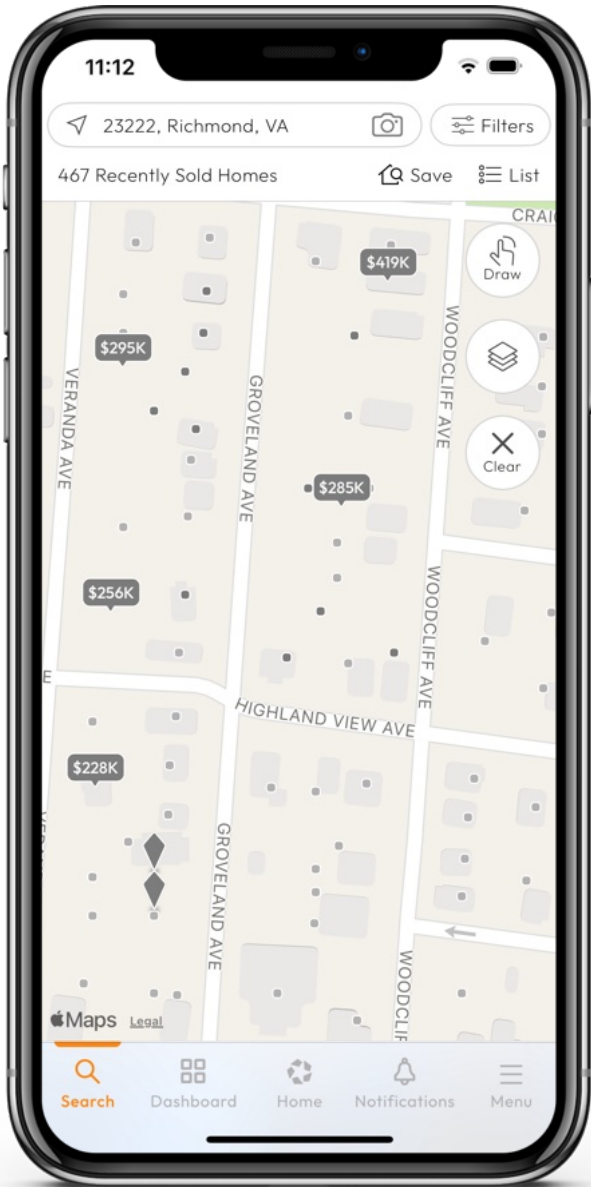 11:12
23222, Richmond, VA
Filters
467 Recently Sold Homes
Save
List
CRAI
$419K
Draw
$295K
WOODCLIFF AVE
VERANDA AVE
GROVELAND AVE
Clear
$285K
$256K
WOODCLIFF AVE
E
HIGHLAND VIEW AVE
$228K
GROVELAND AVE
WOODCLIF
Maps
Legal
Search
Dashboard
Home
Notifications
Menu